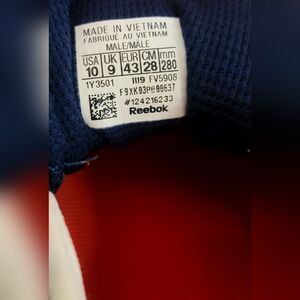 MADE IN VIETNAM
FABRIQUÉ AU VIETNAM
MALE/MALE
USA UK EUR CM mm
10 9 43 28 280
1Y3501 1119 FV5908
#124216233
Reebok